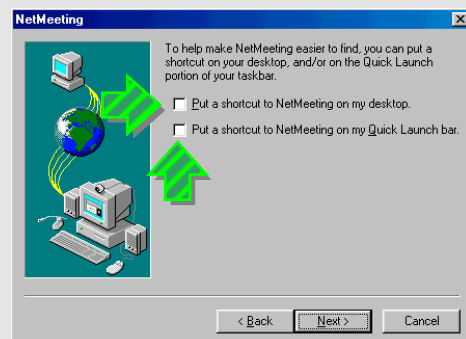 NetMeeting
To help make NetMeeting easier to find, you can put a
shortcut on your desktop, and/or on the Quick Launch
portion of your taskbar.
Put a shortcut to NetMeeting on my desktop.
Put a shortcut to NetMeeting on my Quick Launch bar.
< Back
Next >
Cancel